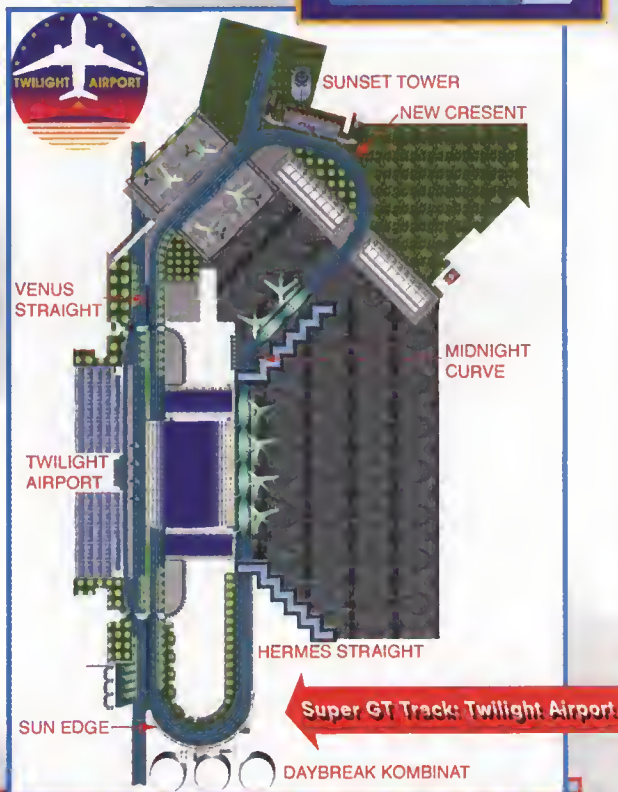 TWILIGHT AIRPORT
SUNSET TOWER
NEW CRESENT
VENUS
STRAIGHT
MIDNIGHT
CURVE
TWILIGHT
AIRPORT
HERMES STRAIGHT
Super GT Track: Twilight Airport
SUN EDGE
DAYBREAK KOMBINAT